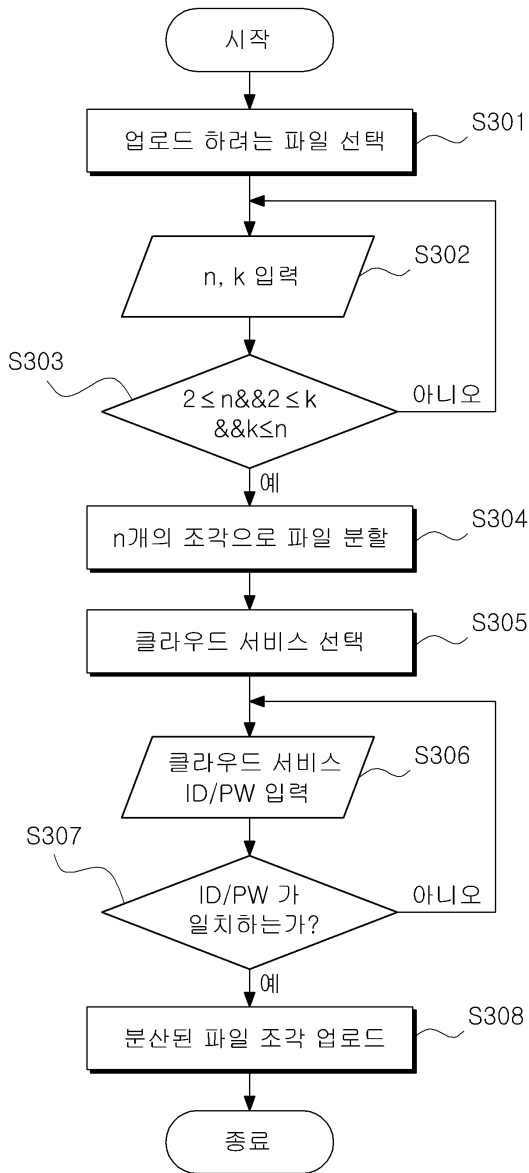 시작
업로드 하려는 파일 선택
S301
n, k 입력
S302
S303
2≤n&&2≤k
&&k≤n
아니오
예
n개의 조각으로 파일 분할
S304
클라우드 서비스 선택
S305
클라우드 서비스
ID/PW 입력
S306
S307
ID/PW 가
일치하는가?
아니오
예
분산된 파일 조각 업로드
S308
종료